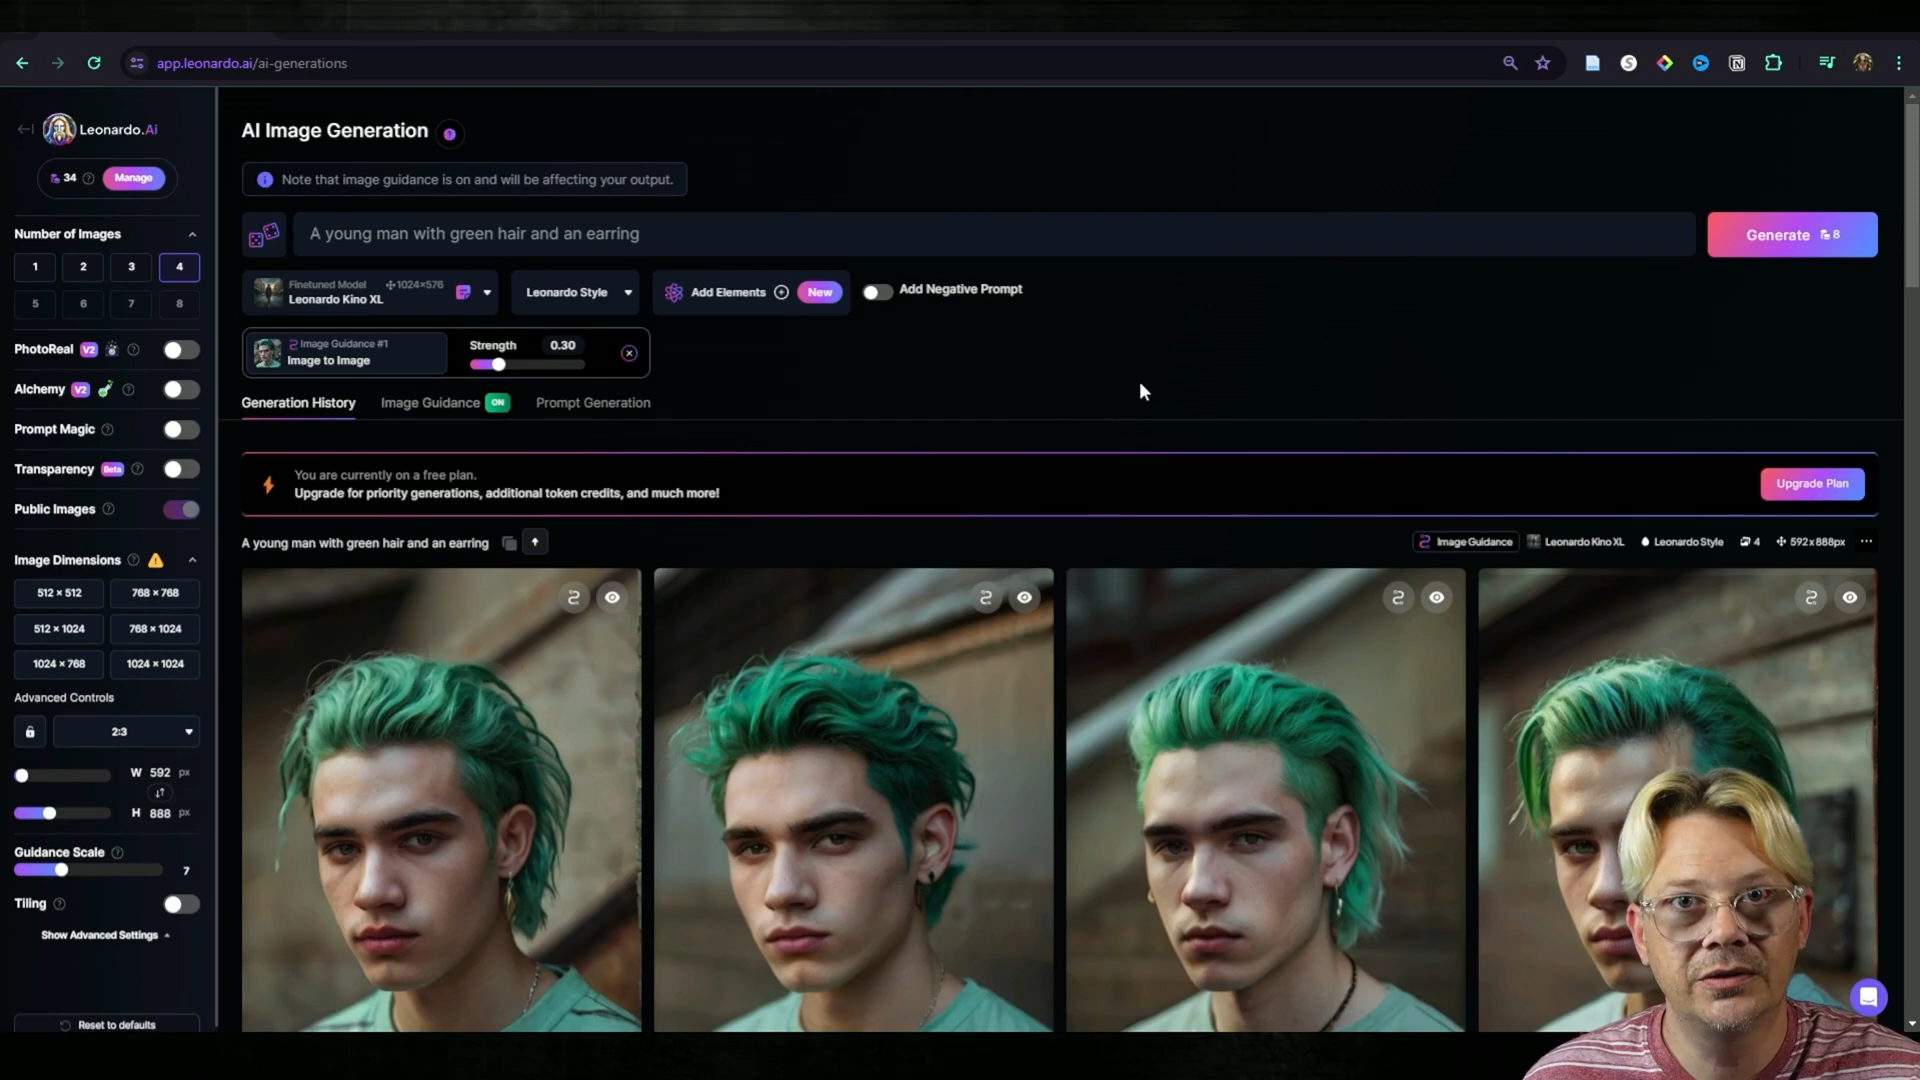 app.leonardo.ai/ai-generations
Leonardo.Ai
34 Manage
Number of Images
1 2 3 4
5 6 7 8
PhotoReal V2
Alchemy V2
Prompt Magic
Transparency Beta
Public Images
Image Dimensions
512 × 512 768 × 768
512 × 1024 768 × 1024
1024 × 768 1024 × 1024
Advanced Controls
2:3
W 592 px
H 888 px
Guidance Scale
7
Tiling
Show Advanced Settings
Reset to defaults
AI Image Generation
Note that image guidance is on and will be affecting your output.
A young man with green hair and an earring
Generate 8
Finetuned Model 1024×576
Leonardo Kino XL
Leonardo Style
Add Elements New
Add Negative Prompt
Image Guidance #1
Image to Image
Strength 0.30
Generation History Image Guidance ON Prompt Generation
You are currently on a free plan.
Upgrade for priority generations, additional token credits, and much more!
Upgrade Plan
A young man with green hair and an earring
Image Guidance Leonardo Kino XL Leonardo Style 4 592x888px